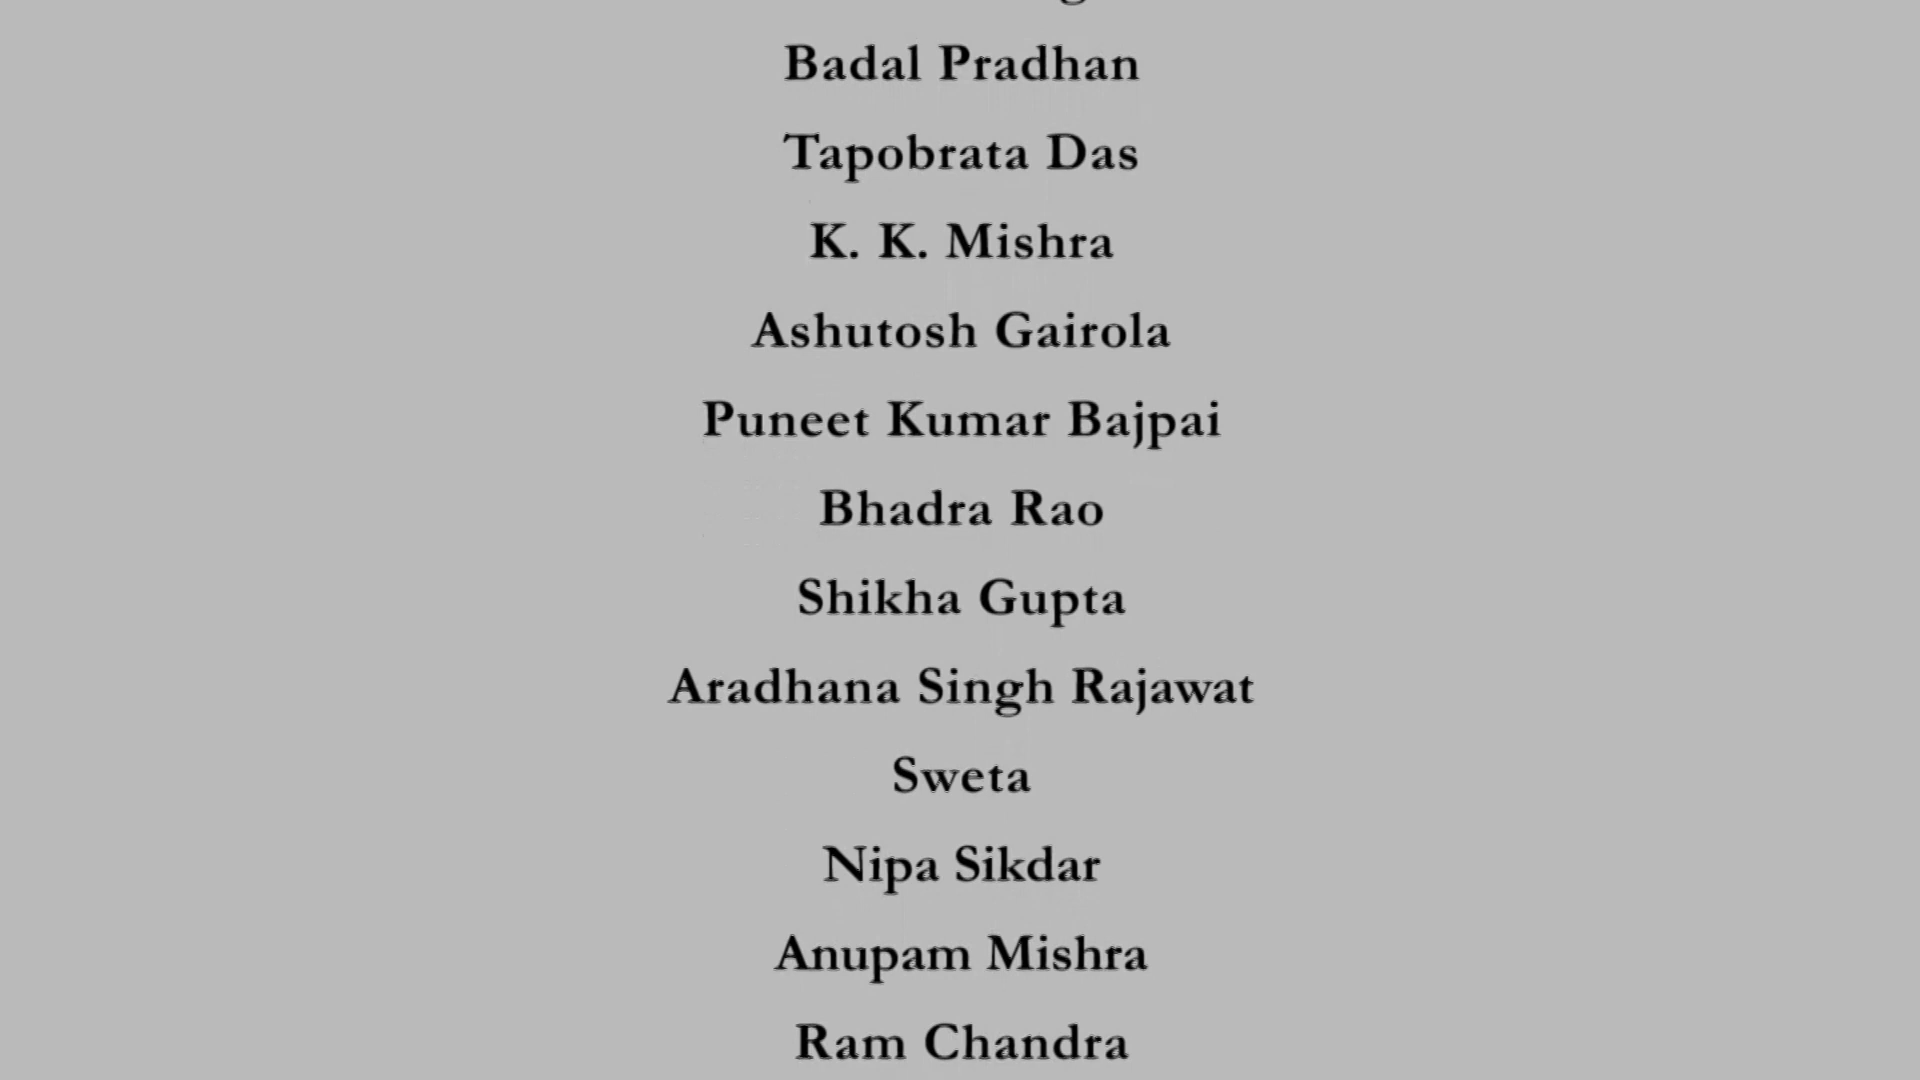 Badal Pradhan
Tapobrata Das
K. K. Mishra
Ashutosh Gairola
Puneet Kumar Bajpai
Bhadra Rao
Shikha Gupta
Aradhana Singh Rajawat
Sweta
Nipa Sikdar
Anupam Mishra
Ram Chandra